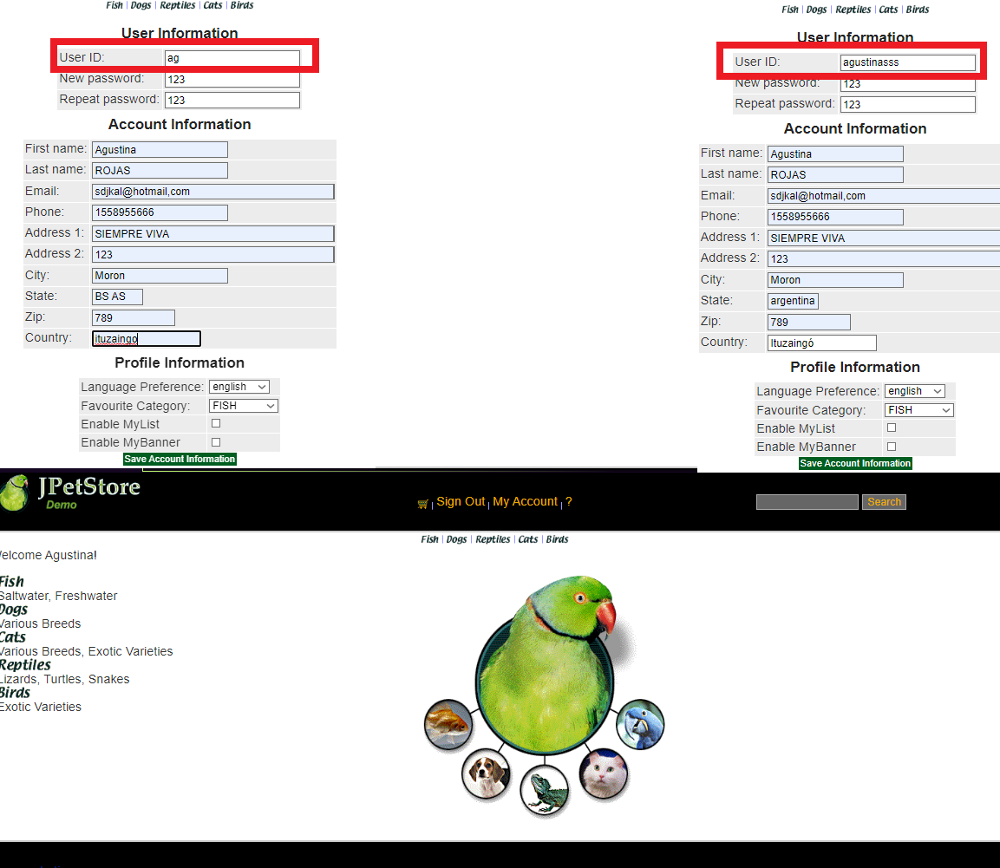 Fish | Dogs | Reptiles | Cats | Birds
User Information
User ID: ag
New password: 123
Repeat password: 123
Account Information
First name: Agustina
Last name: ROJAS
Email: sdjkal@hotmail,com
Phone: 1558955666
Address 1: SIEMPRE VIVA
Address 2: 123
City: Moron
State: BS AS
Zip: 789
Country: ituzaingo
Profile Information
Language Preference: english
Favourite Category: FISH
Enable MyList
Enable MyBanner
Save Account Information
Fish | Dogs | Reptiles | Cats | Birds
User Information
User ID: agustinasss
New password: 123
Repeat password: 123
Account Information
First name: Agustina
Last name: ROJAS
Email: sdjkal@hotmail,com
Phone: 1558955666
Address 1: SIEMPRE VIVA
Address 2: 123
City: Moron
State: argentina
Zip: 789
Country: Ituzaingó
Profile Information
Language Preference: english
Favourite Category: FISH
Enable MyList
Enable MyBanner
Save Account Information
JPetStore
Demo
| Sign Out | My Account | ?
Search
Fish | Dogs | Reptiles | Cats | Birds
elcome Agustina!
Fish
Saltwater, Freshwater
Dogs
Various Breeds
Cats
Various Breeds, Exotic Varieties
Reptiles
Lizards, Turtles, Snakes
Birds
Exotic Varieties